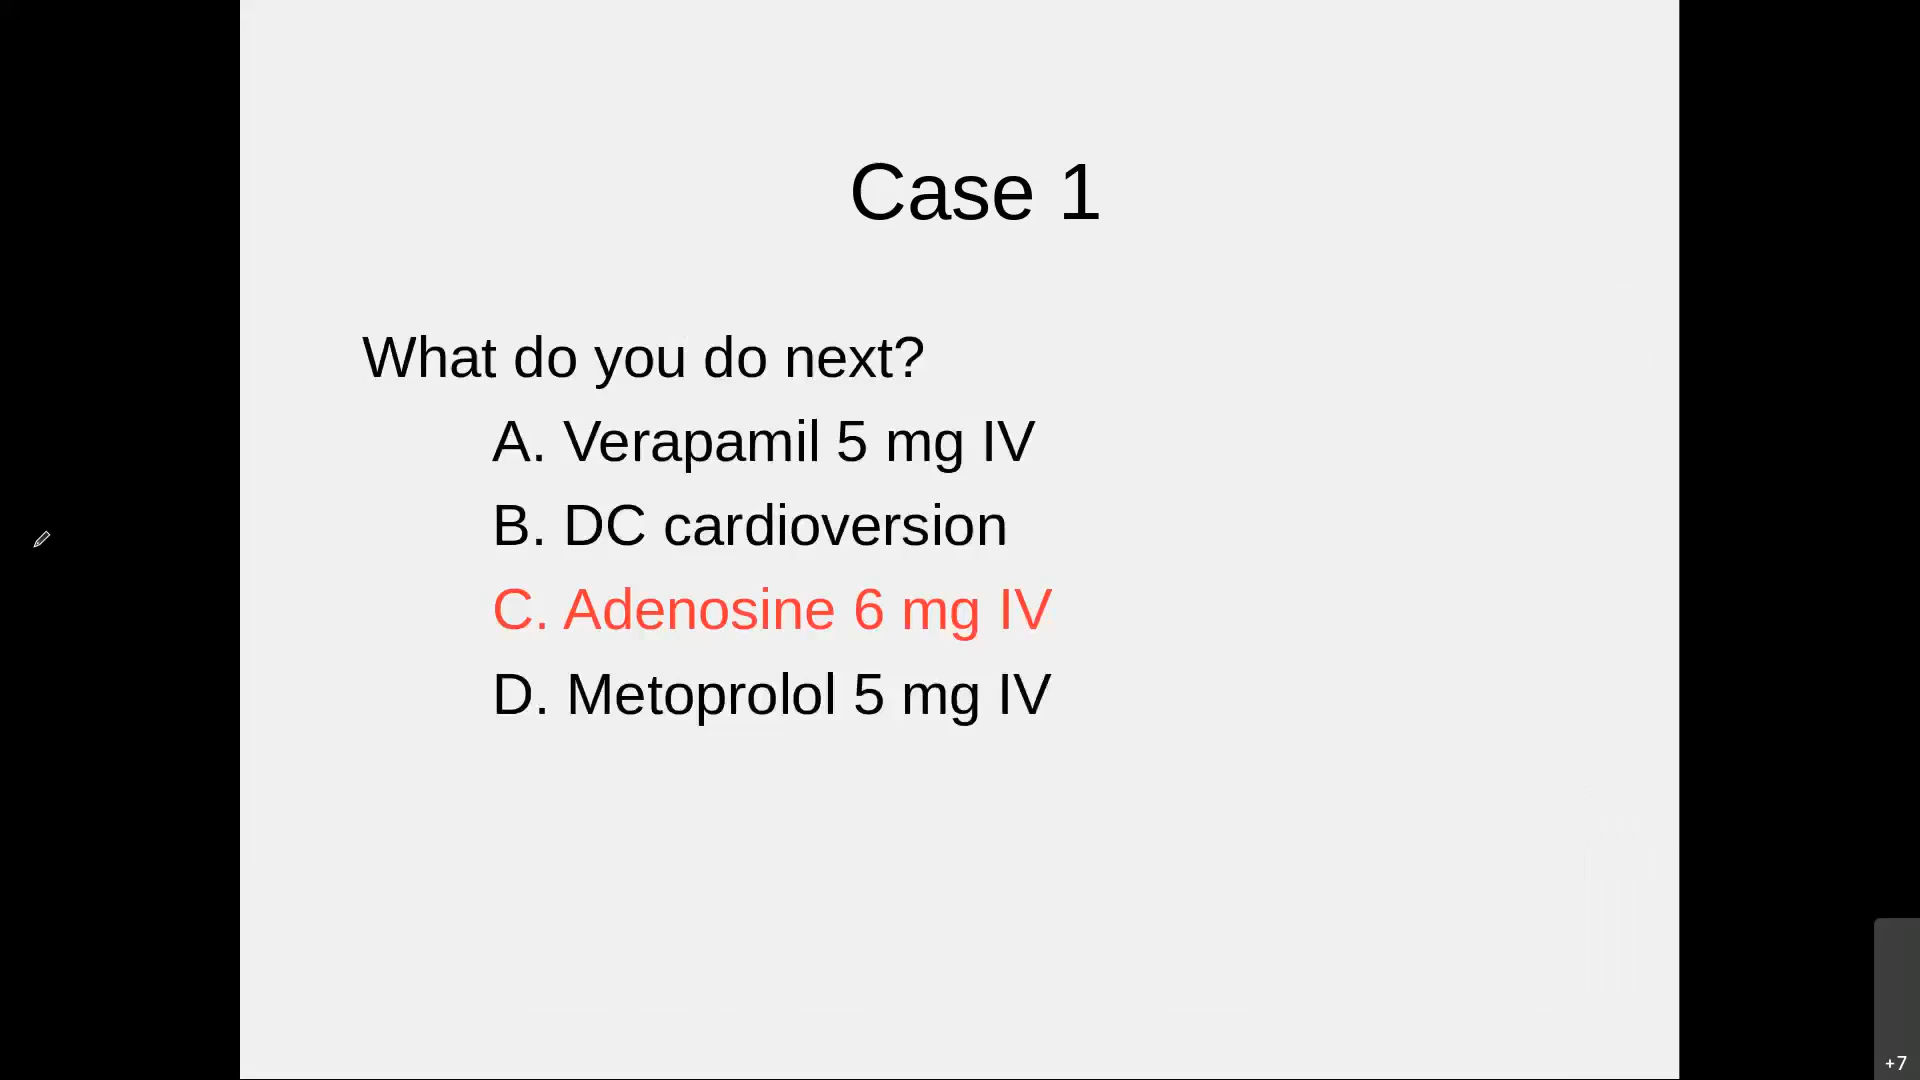 Case 1
What do you do next?
A. Verapamil 5 mg IV
B. DC cardioversion
C. Adenosine 6 mg IV
D. Metoprolol 5 mg IV
+7